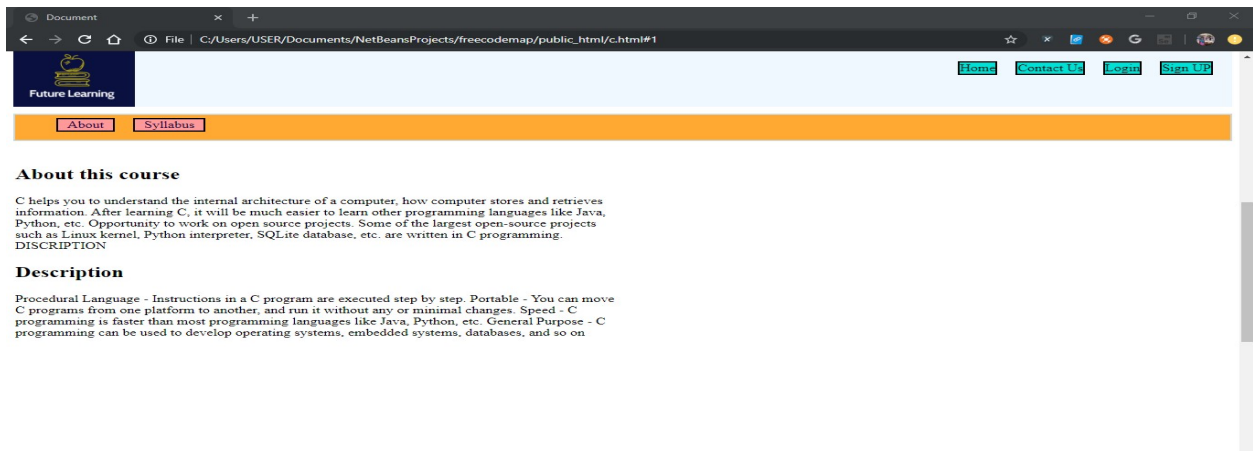 Document
File | C:/Users/USER/Documents/NetBeansProjects/freecodemap/public_html/c.html#1
Future Learning
Home Contact Us Login Sign UP
About Syllabus
About this course
C helps you to understand the internal architecture of a computer, how computer stores and retrieves
information. After learning C, it will be much easier to learn other programming languages like Java,
Python, etc. Opportunity to work on open source projects. Some of the largest open-source projects
such as Linux kernel, Python interpreter, SQLite database, etc. are written in C programming.
DISCRIPTION
Description
Procedural Language - Instructions in a C program are executed step by step. Portable - You can move
C programs from one platform to another, and run it without any or minimal changes. Speed - C
programming is faster than most programming languages like Java, Python, etc. General Purpose - C
programming can be used to develop operating systems, embedded systems, databases, and so on